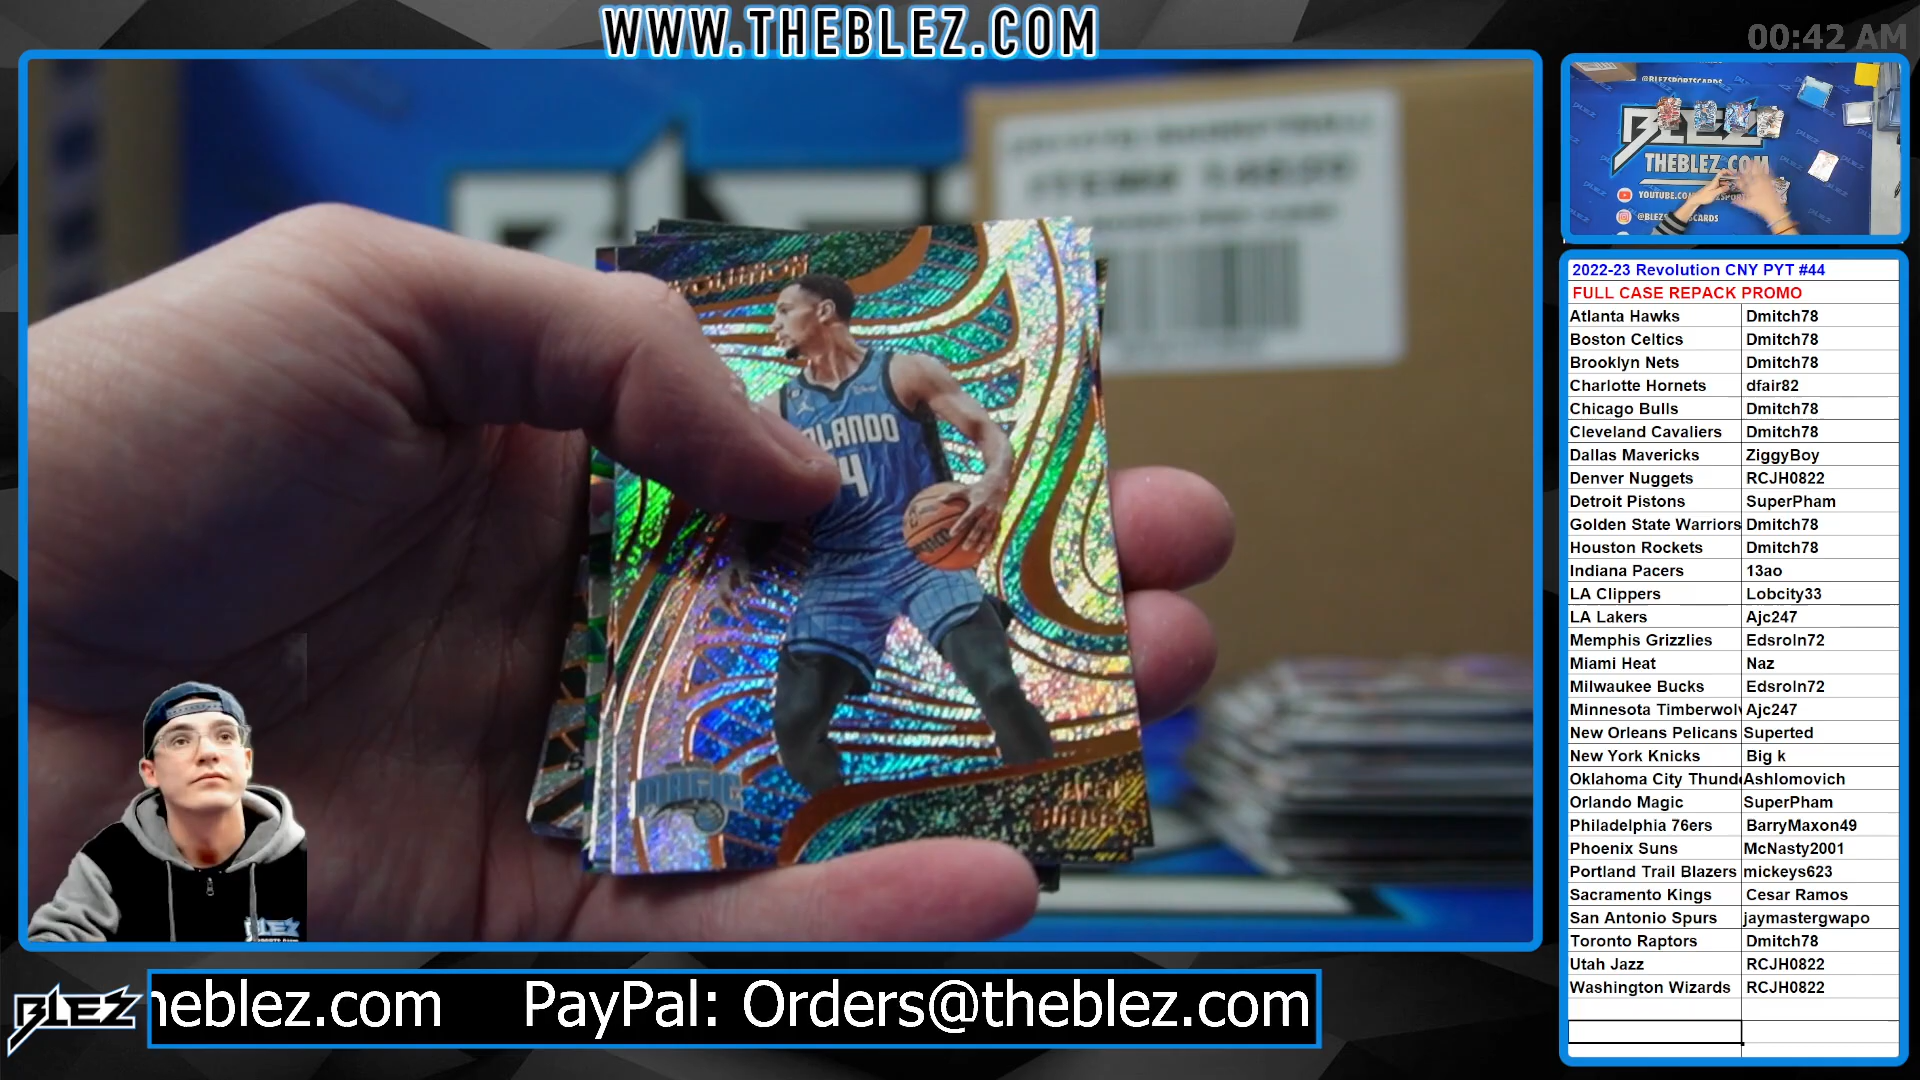 WWW.THEBLEZ.COM
00:42 AM
@BLEZSPORTSCARDS
BLEZ
THEBLEZ.COM
ORLANDO
4
MAGIC
2022-23 Revolution CNY PYT #44
FULL CASE REPACK PROMO
Atlanta Hawks Dmitch78
Boston Celtics Dmitch78
Brooklyn Nets Dmitch78
Charlotte Hornets dfair82
Chicago Bulls Dmitch78
Cleveland Cavaliers Dmitch78
Dallas Mavericks ZiggyBoy
Denver Nuggets RCJH0822
Detroit Pistons SuperPham
Golden State Warriors Dmitch78
Houston Rockets Dmitch78
Indiana Pacers 13ao
LA Clippers Lobcity33
LA Lakers Ajc247
Memphis Grizzlies Edsroln72
Miami Heat Naz
Milwaukee Bucks Edsroln72
Minnesota Timberwolv Ajc247
New Orleans Pelicans Superted
New York Knicks Big k
Oklahoma City Thunde Ashlomovich
Orlando Magic SuperPham
Philadelphia 76ers BarryMaxon49
Phoenix Suns McNasty2001
Portland Trail Blazers mickeys623
Sacramento Kings Cesar Ramos
San Antonio Spurs jaymastergwapo
Toronto Raptors Dmitch78
Utah Jazz RCJH0822
Washington Wizards RCJH0822
BLEZ
heblez.com PayPal: Orders@theblez.com